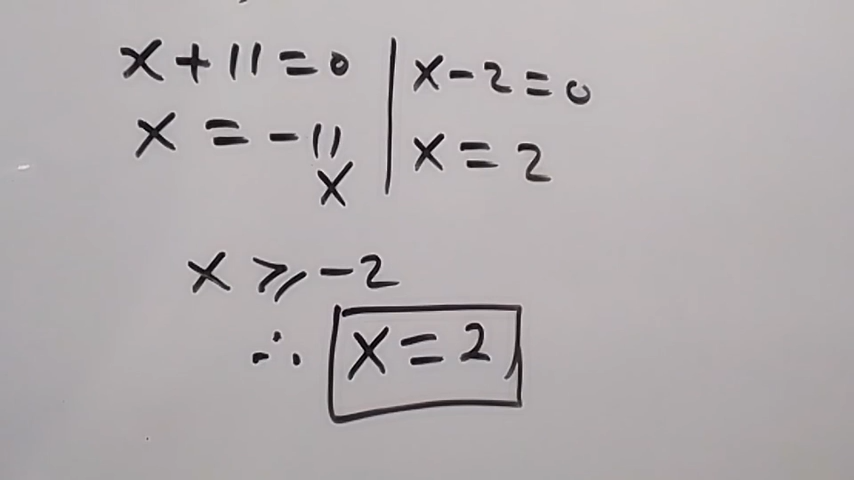 x + 11 = 0 | x - 2 = 0
x = -11 | x = 2
x
x ⩾ -2
∴ x = 2